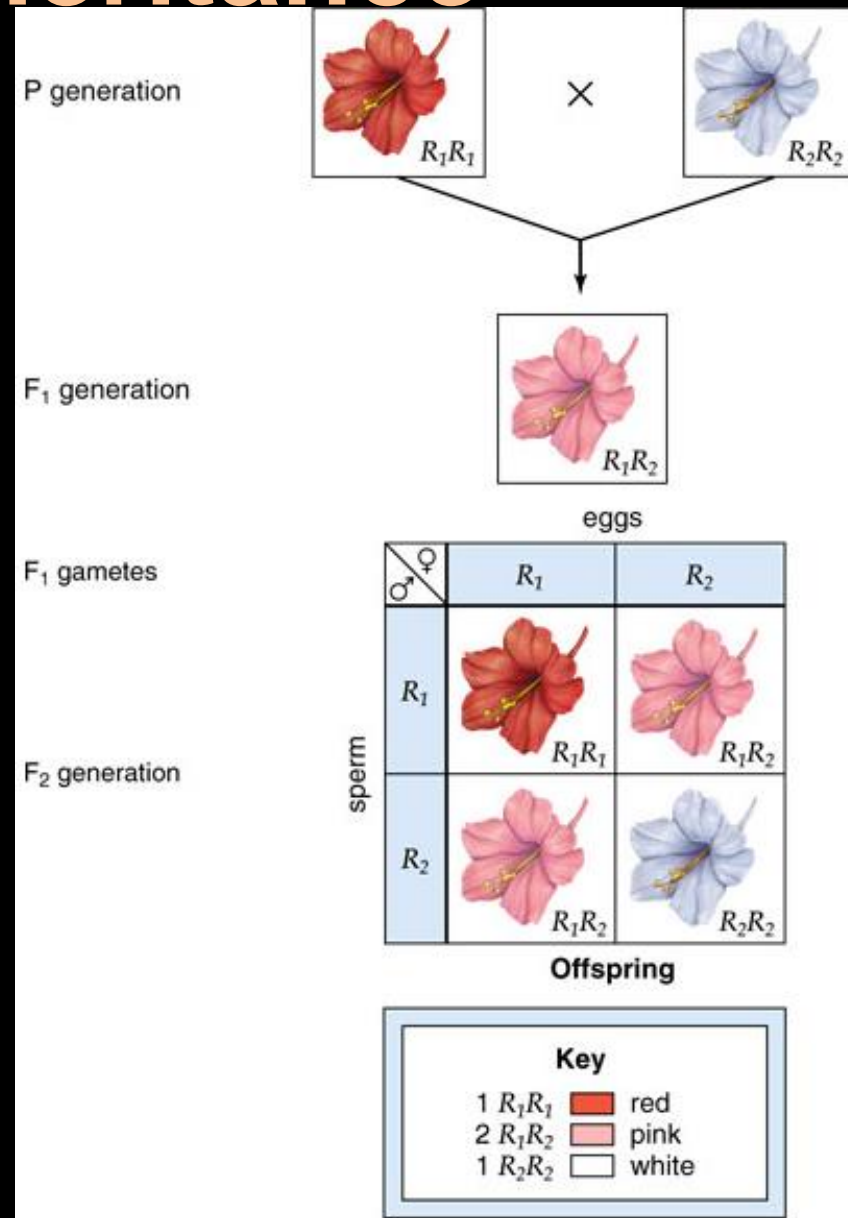 P generation
×
R₁R₁
R₂R₂
F₁ generation
R₁R₂
eggs
F₁ gametes
♀
♂
R₁
R₂
R₁
R₁R₁
R₁R₂
F₂ generation
sperm
R₂
R₁R₂
R₂R₂
Offspring
Key
1 R₁R₁ red
2 R₁R₂ pink
1 R₂R₂ white